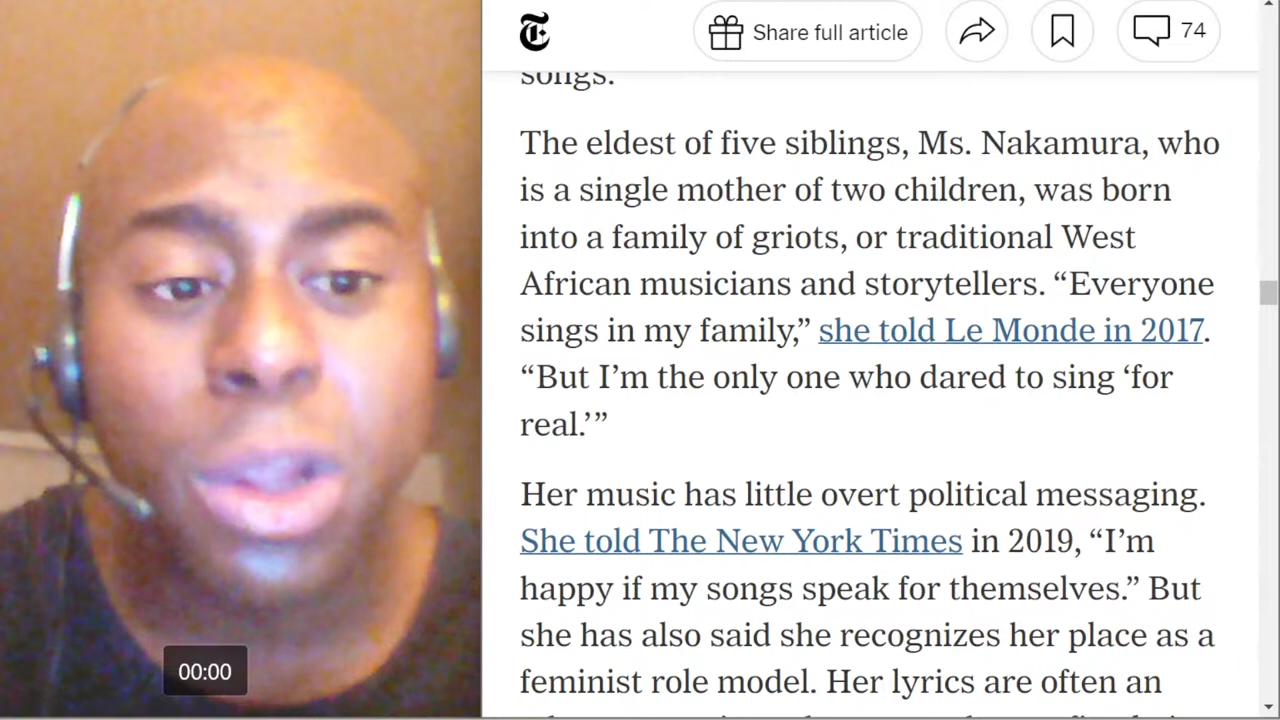 Share full article
74
songs.
The eldest of five siblings, Ms. Nakamura, who
is a single mother of two children, was born
into a family of griots, or traditional West
African musicians and storytellers. “Everyone
sings in my family,” she told Le Monde in 2017.
“But I’m the only one who dared to sing ‘for
real.’”
Her music has little overt political messaging.
She told The New York Times in 2019, “I’m
happy if my songs speak for themselves.” But
she has also said she recognizes her place as a
feminist role model. Her lyrics are often an
00:00